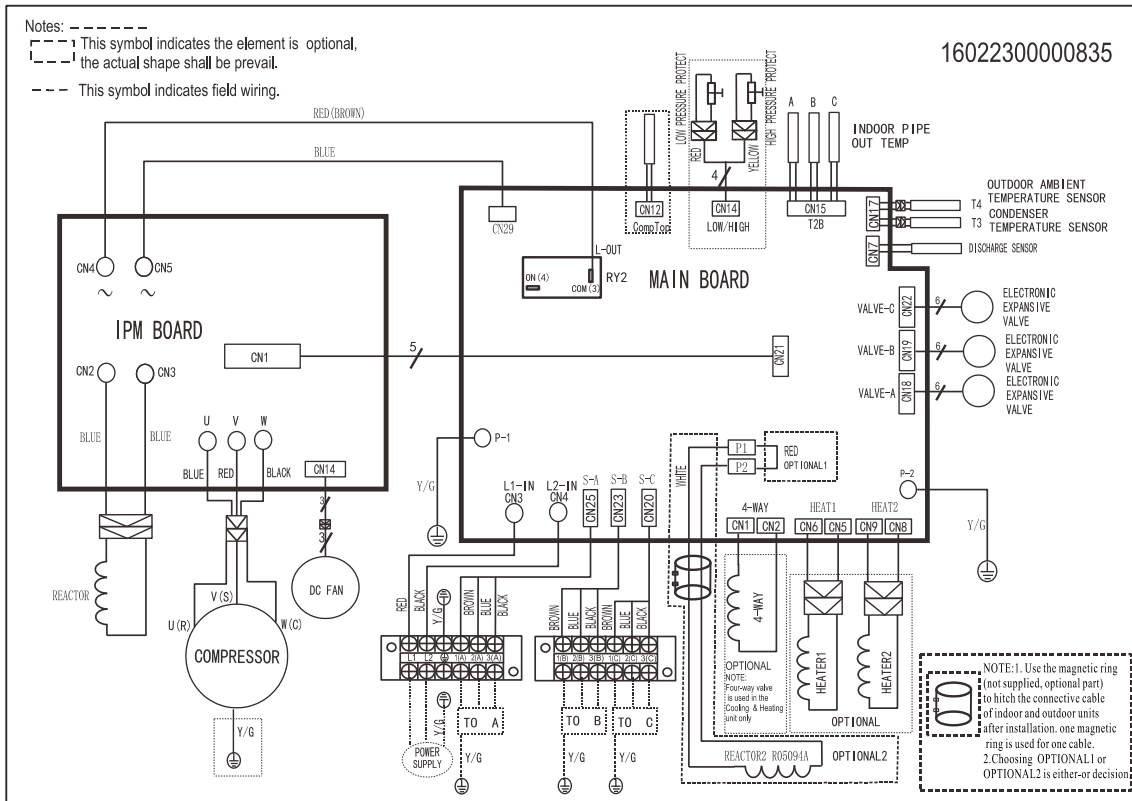 Notes:
This symbol indicates the element is optional,
the actual shape shall be prevail.
This symbol indicates field wiring.
16022300000835
RED(BROWN)
BLUE
LOW PRESSURE PROTECT
HIGH PRESSURE PROTECT
RED
YELLOW
4
CN12
CompTop
CN14
LOW/HIGH
A B C
INDOOR PIPE
OUT TEMP
CN15
T2B
CN17
T4
OUTDOOR AMBIENT
TEMPERATURE SENSOR
T3
CONDENSER
TEMPERATURE SENSOR
CN7
DISCHARGE SENSOR
CN29
L-OUT
ON(4)
COM(3)
RY2
MAIN BOARD
CN4
CN5
~ ~
IPM BOARD
CN1
5
CN21
CN2
CN3
VALVE-C
CN22
6
ELECTRONIC
EXPANSIVE
VALVE
VALVE-B
CN19
6
ELECTRONIC
EXPANSIVE
VALVE
VALVE-A
CN18
6
ELECTRONIC
EXPANSIVE
VALVE
U V W
BLUE
BLUE
BLUE
RED
BLACK
CN14
3
3
DC FAN
REACTOR
V(S)
U(R)
W(C)
COMPRESSOR
Y/G
P-1
Y/G
L1-IN
CN3
L2-IN
CN4
S-A
CN25
S-B
CN23
S-C
CN20
WHITE
P1
P2
RED
OPTIONAL1
P-2
Y/G
4-WAY
CN1
CN2
HEAT1
CN6
CN5
HEAT2
CN9
CN8
RED
BLACK
Y/G
BROWN
BLUE
BLACK
L1 L2 1(A) 2(A) 3(A)
BROWN
BLUE
BLACK
BROWN
BLUE
BLACK
1(B) 2(B) 3(B) 1(C) 2(C) 3(C)
POWER
SUPPLY
Y/G
TO A
Y/G
TO B
Y/G
TO C
Y/G
4-WAY
OPTIONAL
NOTE:
Four-way valve
is used in the
Cooling & Heating
unit only
HEATER1
HEATER2
OPTIONAL
REACTOR2 R05094A
OPTIONAL2
NOTE:1. Use the magnetic ring
(not supplied, optional part)
to hitch the connective cable
of indoor and outdoor units
after installation. one magnetic
ring is used for one cable.
2.Choosing OPTIONAL1 or
OPTIONAL2 is either-or decision